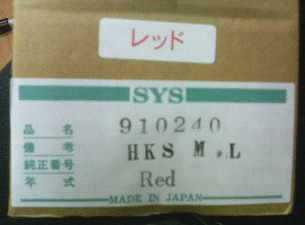 レッド
SYS
品名 910240
備考 HKS M.L
純正番号
年式 Red
MADE IN JAPAN